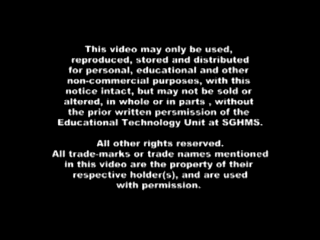 This video may only be used,
reproduced, stored and distributed
for personal, educational and other
non-commercial purposes, with this
notice intact, but may not be sold or
altered, in whole or in parts , without
the prior written persmission of the
Educational Technology Unit at SGHMS.
All other rights reserved.
All trade-marks or trade names mentioned
in this video are the property of their
respective holder(s), and are used
with permission.